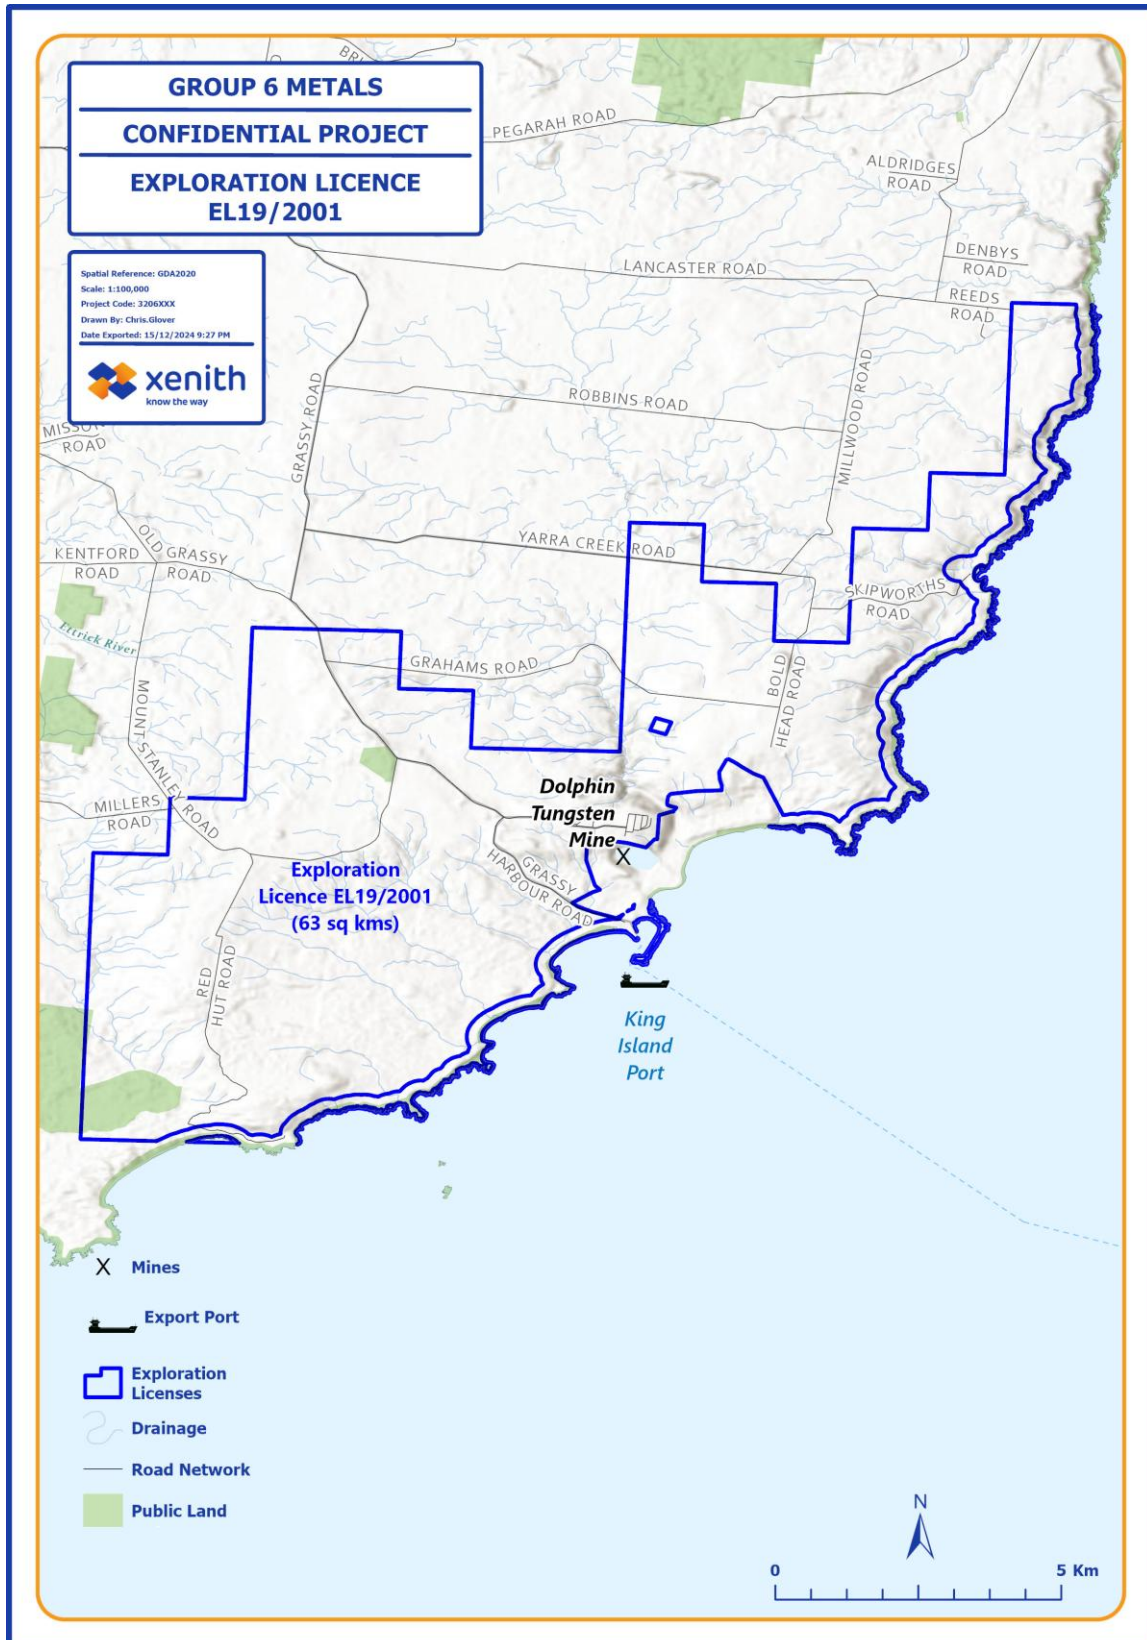 GROUP 6 METALS
CONFIDENTIAL PROJECT
EXPLORATION LICENCE
EL19/2001
Spatial Reference: GDA2020
Scale: 1:100,000
Project Code: 3206XXX
Drawn By: Chris.Glover
Date Exported: 15/12/2024 9:27 PM
xenith
know the way
PEGARAH ROAD
ALDRIDGES
ROAD
DENBYS
ROAD
LANCASTER ROAD
REEDS
ROAD
GRASSY ROAD
ROBBINS ROAD
MILLWOOD ROAD
ROAD
OLD GRASSY
ROAD
KENTFORD
ROAD
YARRA CREEK ROAD
SKIPWORTHS
ROAD
Ettrick River
GRAHAMS ROAD
BOLD
HEAD ROAD
MOUNT STANLEY ROAD
MILLERS
ROAD
Dolphin
Tungsten
Mine
X
GRASSY
HARBOUR ROAD
Exploration
Licence EL19/2001
(63 sq kms)
RED
HUT ROAD
King
Island
Port
X Mines
Export Port
Exploration
Licenses
Drainage
Road Network
Public Land
N
0 5 Km